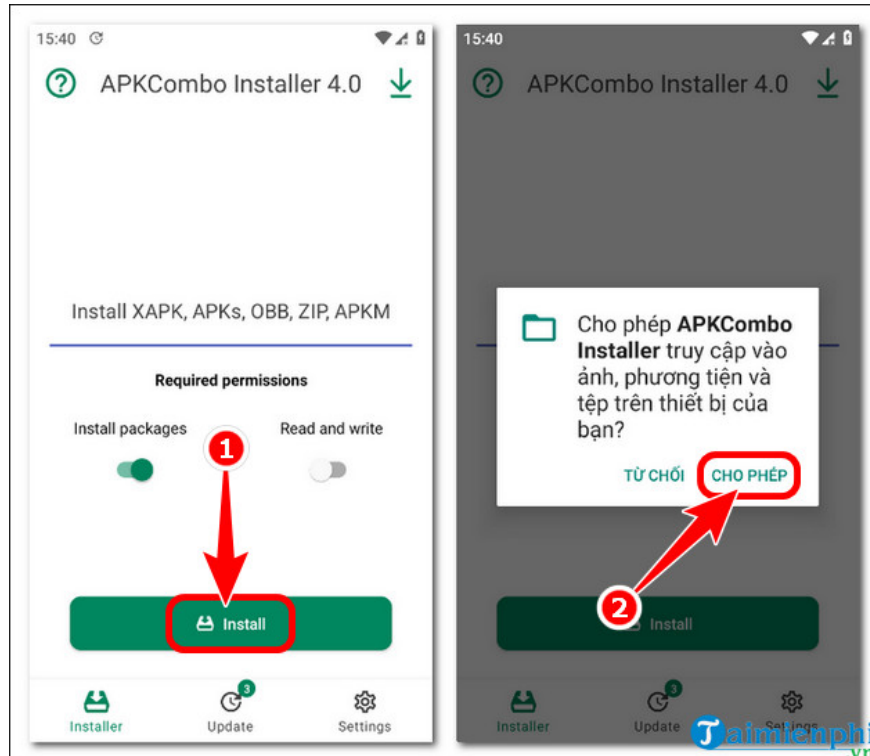 15:40
APKCombo Installer 4.0
Install XAPK, APKs, OBB, ZIP, APKM
Required permissions
Install packages
Read and write
1
Install
3
Installer
Update
Settings
15:40
APKCombo Installer 4.0
Cho phép APKCombo
Installer truy cập vào
ảnh, phương tiện và
tệp trên thiết bị của
bạn?
TỪ CHỐI
CHO PHÉP
2
Install
3
Installer
Update
Settings
Taimienphi
.vn